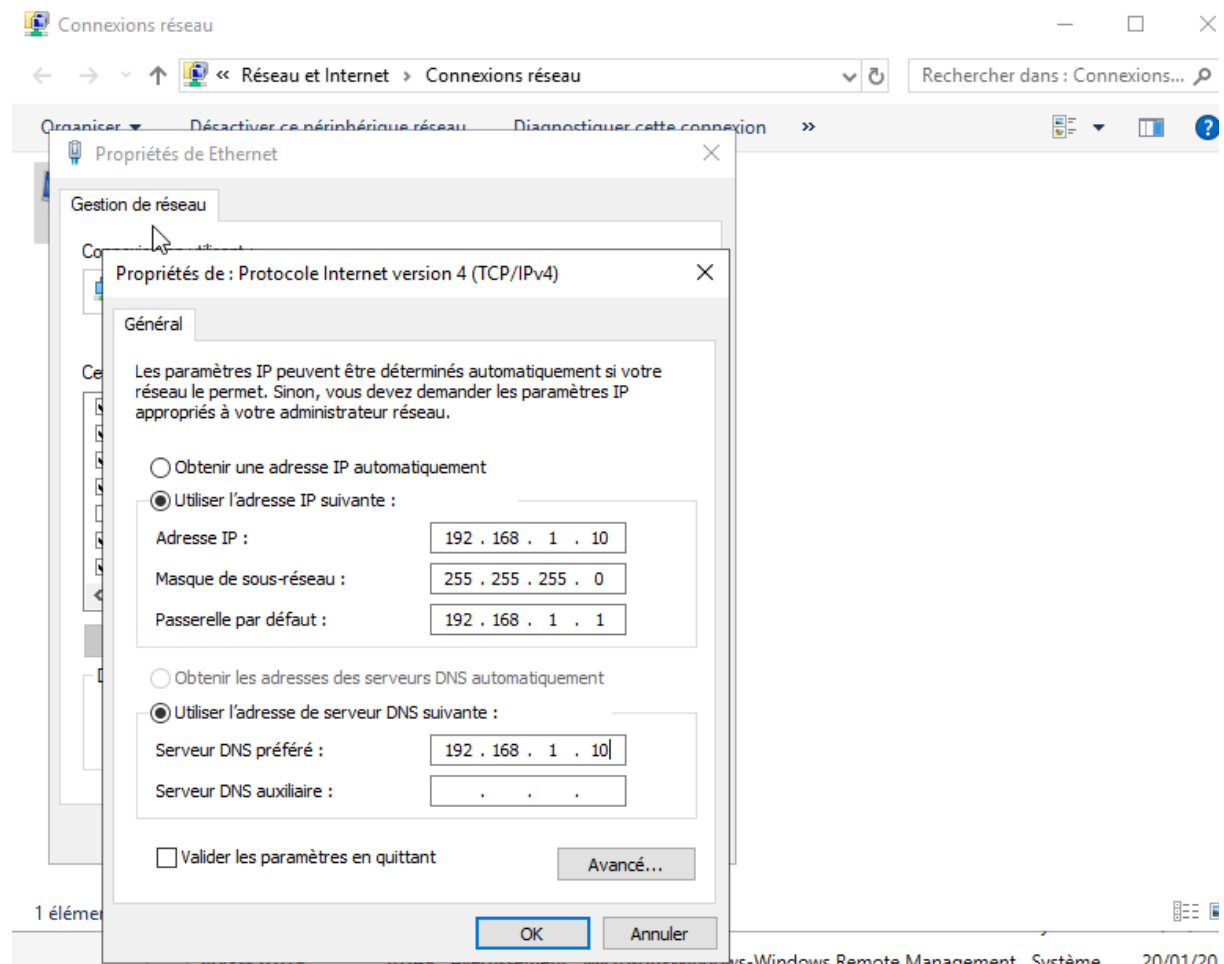 Connexions réseau
« Réseau et Internet > Connexions réseau
Rechercher dans : Connexions...
Organiser Désactiver ce périphérique réseau Diagnostiquer cette connexion »
Propriétés de Ethernet
Gestion de réseau
Propriétés de : Protocole Internet version 4 (TCP/IPv4)
Général
Les paramètres IP peuvent être déterminés automatiquement si votre
réseau le permet. Sinon, vous devez demander les paramètres IP
appropriés à votre administrateur réseau.
Obtenir une adresse IP automatiquement
Utiliser l'adresse IP suivante :
Adresse IP : 192 . 168 . 1 . 10
Masque de sous-réseau : 255 . 255 . 255 . 0
Passerelle par défaut : 192 . 168 . 1 . 1
Obtenir les adresses des serveurs DNS automatiquement
Utiliser l'adresse de serveur DNS suivante :
Serveur DNS préféré : 192 . 168 . 1 . 10
Serveur DNS auxiliaire : . . .
Valider les paramètres en quittant
Avancé...
1 éléme
OK Annuler
ws-Windows Remote Management Système 20/01/20